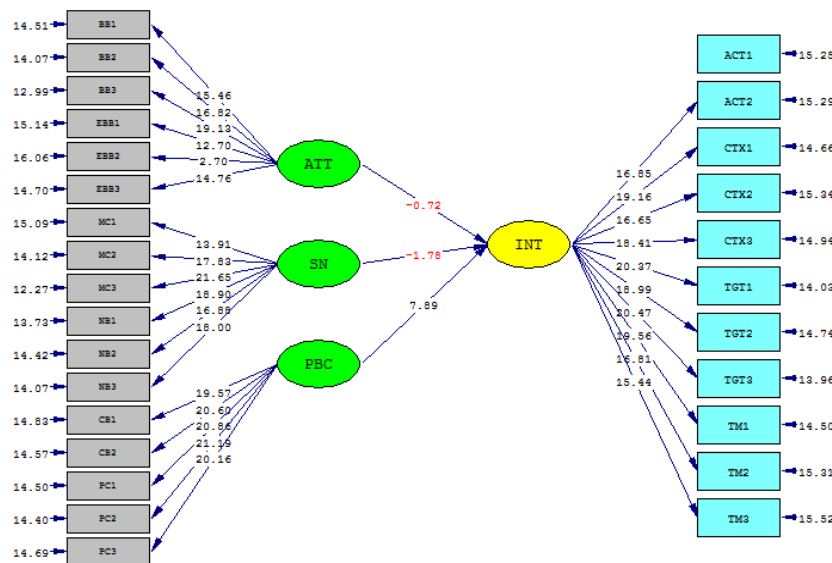 14.51 BB1
14.07 BB2
12.99 BB3
15.14 EBB1
16.06 EBB2
14.70 EBB3
15.09 MC1
14.12 MC2
12.27 MC3
13.73 NB1
14.42 NB2
14.07 NB3
14.83 CB1
14.57 CB2
14.50 PC1
14.40 PC2
14.69 PC3
15.46
16.82
19.13
12.70
2.70
14.76
13.91
17.83
21.65
18.90
16.88
18.00
19.57
20.60
20.86
21.19
20.16
ATT
SN
PBC
-0.72
-1.78
7.89
INT
16.85
19.16
16.65
18.41
20.37
18.99
20.47
19.56
16.81
15.44
ACT1 15.25
ACT2 15.29
CTX1 14.66
CTX2 15.34
CTX3 14.94
TGT1 14.03
TGT2 14.74
TGT3 13.96
TM1 14.50
TM2 15.31
TM3 15.52